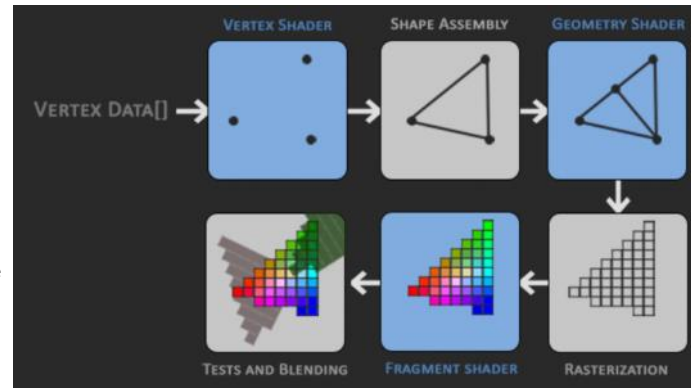 VERTEX SHADER
SHAPE ASSEMBLY
GEOMETRY SHADER
VERTEX DATA[]
TESTS AND BLENDING
FRAGMENT SHADER
RASTERIZATION